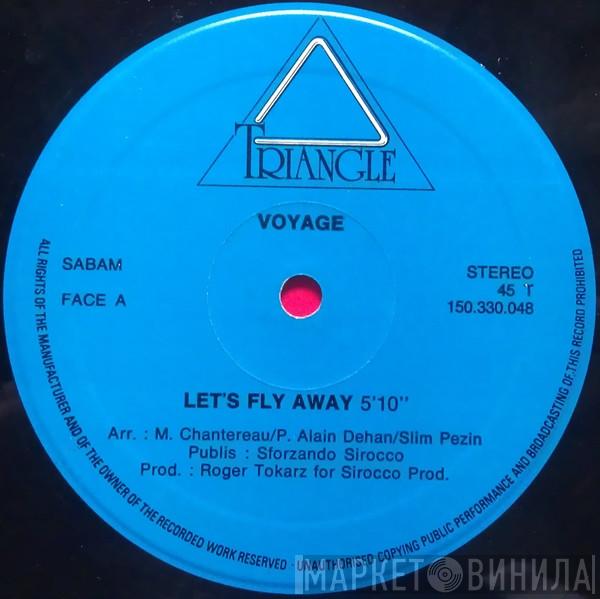 TRIANGLE
VOYAGE
SABAM
FACE A
STEREO
45 T
150.330.048
LET'S FLY AWAY 5'10"
Arr. : M. Chantereau/P. Alain Dehan/Slim Pezin
Publis : Sforzando Sirocco
Prod. : Roger Tokarz for Sirocco Prod.
ALL RIGHTS OF THE MANUFACTURER AND OF THE OWNER OF THE RECORDED WORK RESERVED - UNAUTHORISED COPYING PUBLIC PERFORMANCE AND BROADCASTING OF THIS RECORD PROHIBITED
МАРКЕТ ВИНИЛА